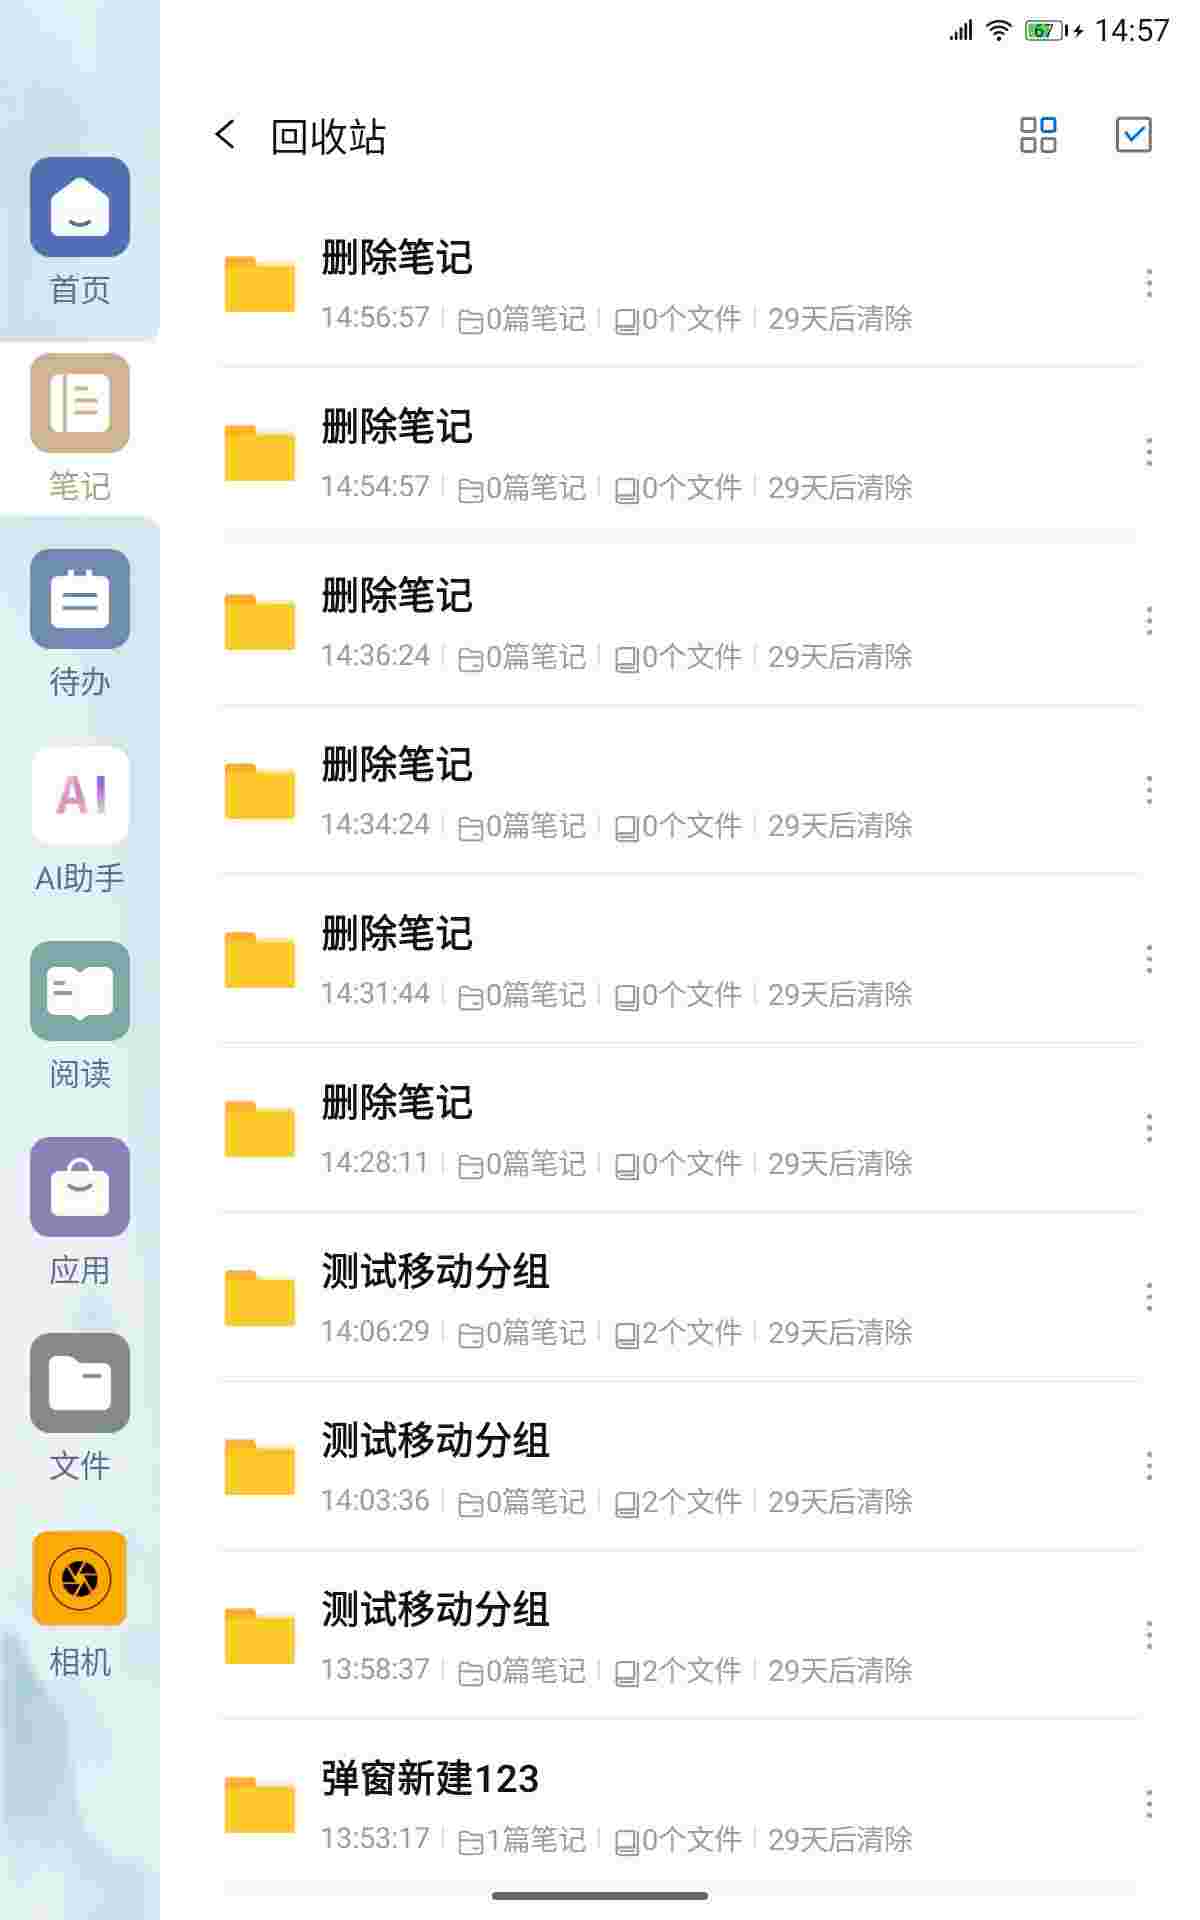 67 14:57
回收站
首页
笔记
待办
AI
AI助手
阅读
应用
文件
相机
删除笔记
14:56:57 0篇笔记 0个文件 29天后清除
删除笔记
14:54:57 0篇笔记 0个文件 29天后清除
删除笔记
14:36:24 0篇笔记 0个文件 29天后清除
删除笔记
14:34:24 0篇笔记 0个文件 29天后清除
删除笔记
14:31:44 0篇笔记 0个文件 29天后清除
删除笔记
14:28:11 0篇笔记 0个文件 29天后清除
测试移动分组
14:06:29 0篇笔记 2个文件 29天后清除
测试移动分组
14:03:36 0篇笔记 2个文件 29天后清除
测试移动分组
13:58:37 0篇笔记 2个文件 29天后清除
弹窗新建123
13:53:17 1篇笔记 0个文件 29天后清除